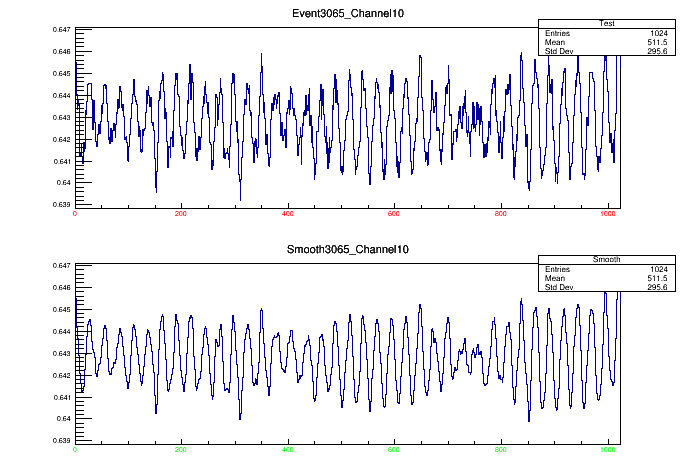 Event3065_Channel10
Test
Entries 1024
Mean 511.5
Std Dev 295.6
0.647
0.646
0.645
0.644
0.643
0.642
0.641
0.64
0.639
0 200 400 600 800 1000
Smooth3065_Channel10
Smooth
Entries 1024
Mean 511.5
Std Dev 295.6
0.647
0.646
0.645
0.644
0.643
0.642
0.641
0.64
0.639
0 200 400 600 800 1000